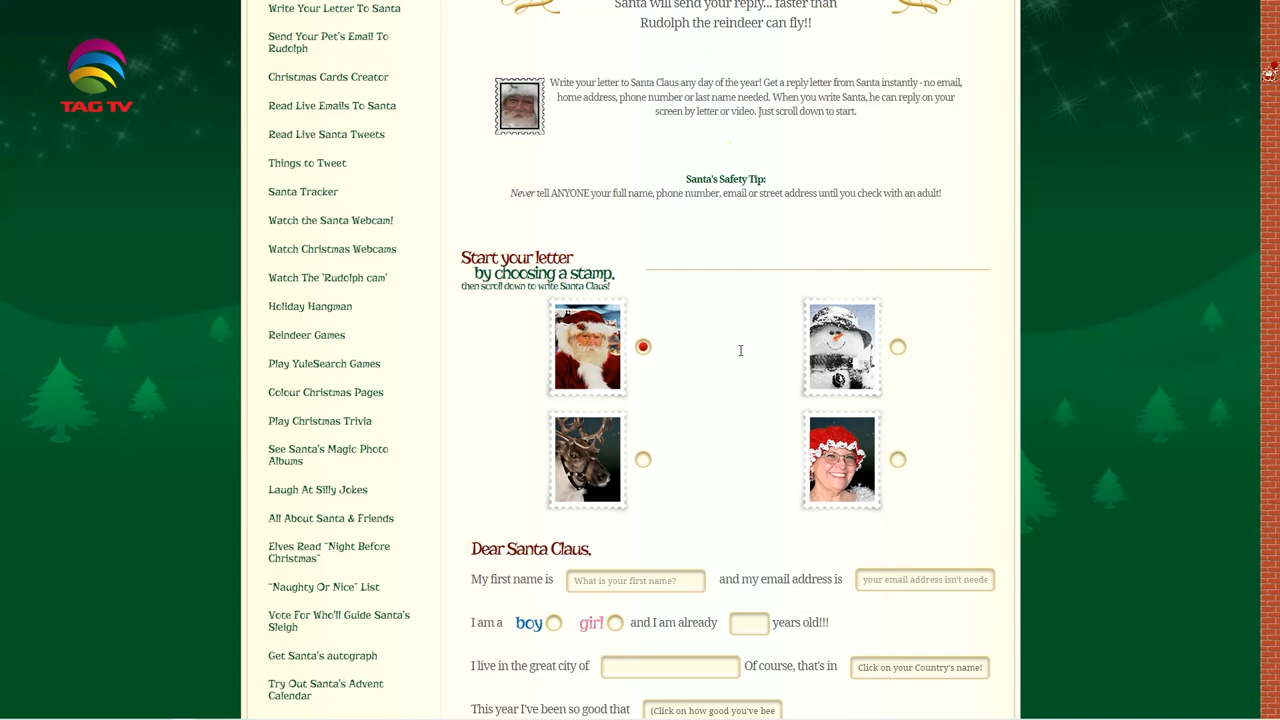 TAG TV
Write Your Letter To Santa
Send Your Pet's Email To
Rudolph
Christmas Cards Creator
Read Live Emails To Santa
Read Live Santa Tweets
Things to Tweet
Santa Tracker
Watch the Santa Webcam!
Watch Christmas Webcams
Watch The 'Rudolph cam'
Holiday Hangman
Reindeer Games
Play YuleSearch Games
Colour Christmas Pages
Play Christmas Trivia
See Santa's Magic Photo
Albums
Laugh At Silly Jokes
All About Santa & Friends
Elves Read "Night Before
Christmas"
"Naughty Or Nice" List
Vote For Who'll Guide Santa's
Sleigh
Get Santa's autograph
Try Out Santa's Advent
Calendar
Santa will send your reply... faster than
Rudolph the reindeer can fly!!
Write your letter to Santa Claus any day of the year! Get a reply letter from Santa instantly - no email,
home address, phone number or last name needed. When you write Santa, he can reply on your
screen by letter or video. Just scroll down to start.
Santa's Safety Tip:
Never tell ANYONE your full name, phone number, email or street address until you check with an adult!
Start your letter
by choosing a stamp,
then scroll down to write Santa Claus!
Dear Santa Claus,
My first name is What is your first name? and my email address is your email address isn't neede
I am a boy girl and I am already years old!!!
I live in the great city of Of course, that's in Click on your Country's name!
This year I've been so good that (Click on how good you've bee